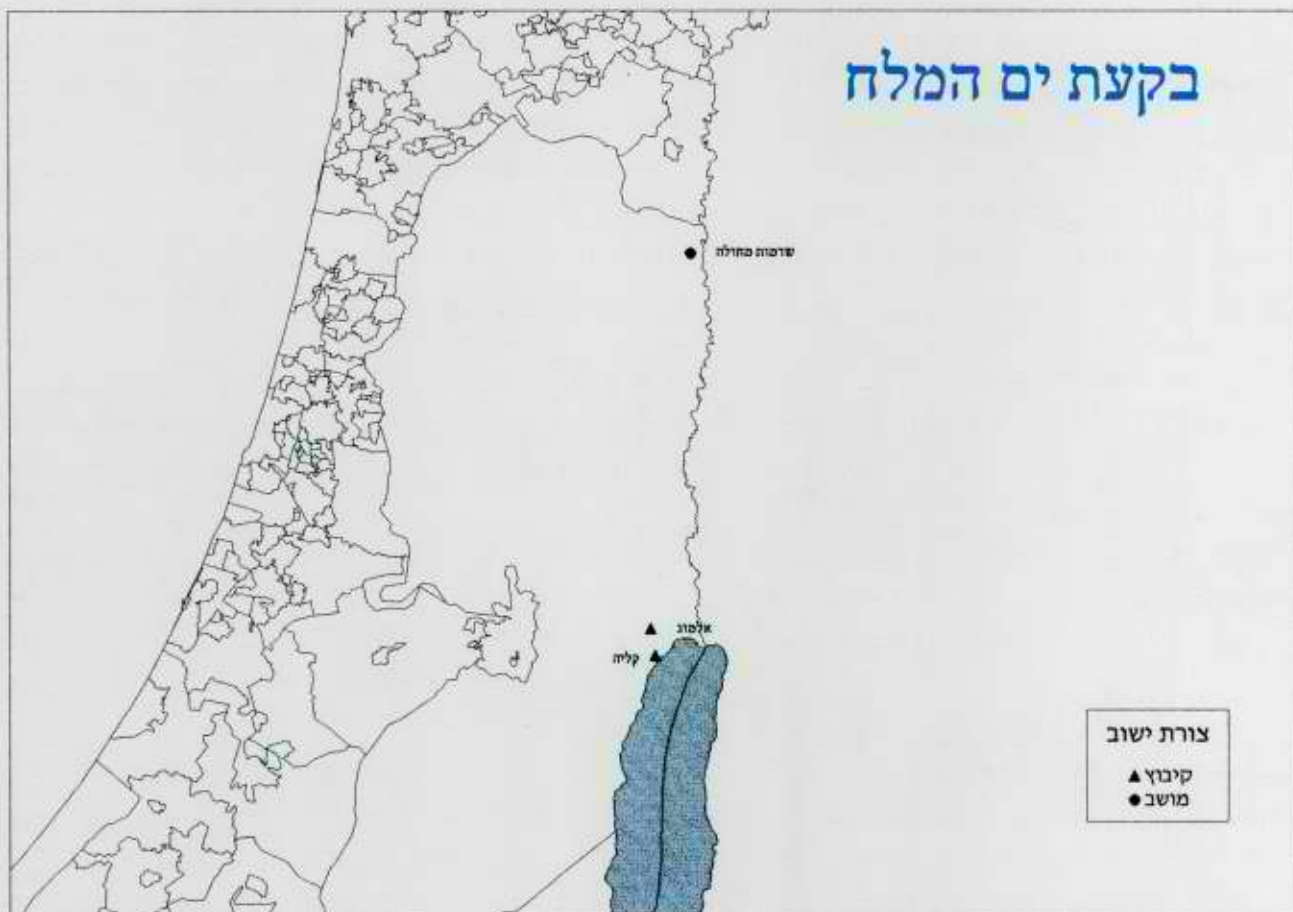 בקעת ים המלח
שדמות מחולה
אלמוג
קליה
צורת ישוב
קיבוץ
מושב